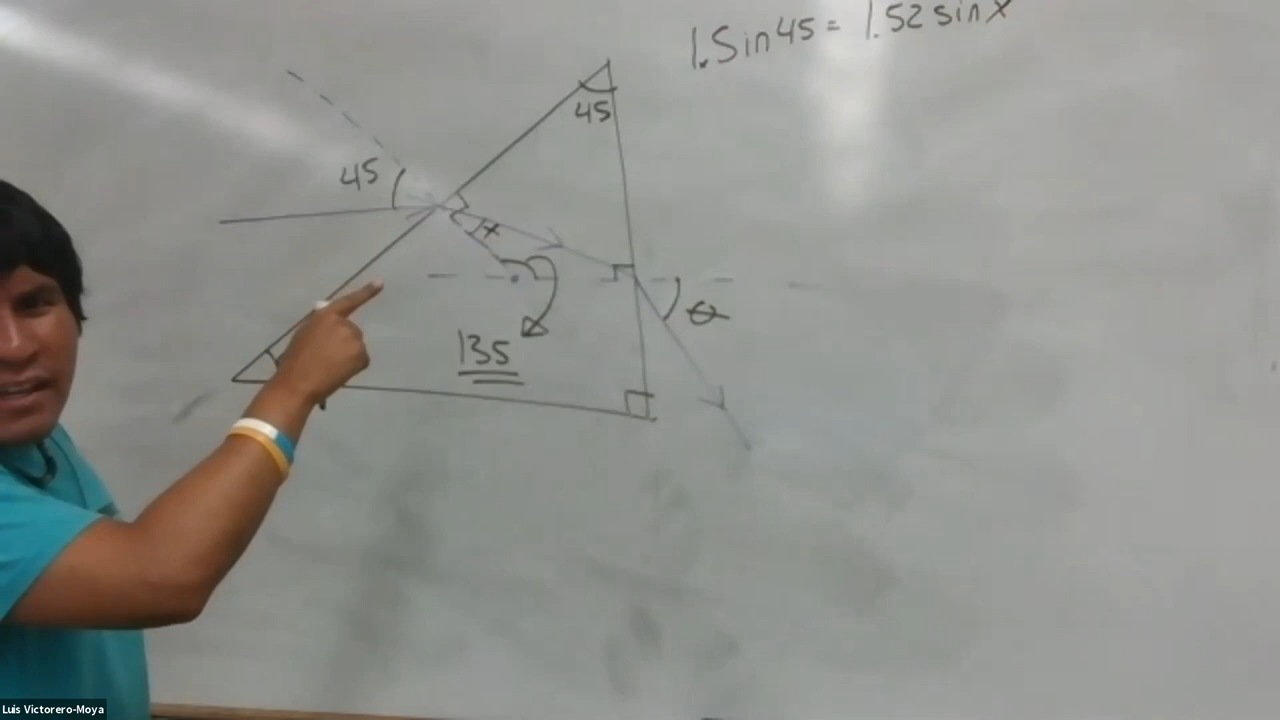 1.Sin45 = 1.52 sin x
45
45
x
135
θ
Luis Victorero-Moya